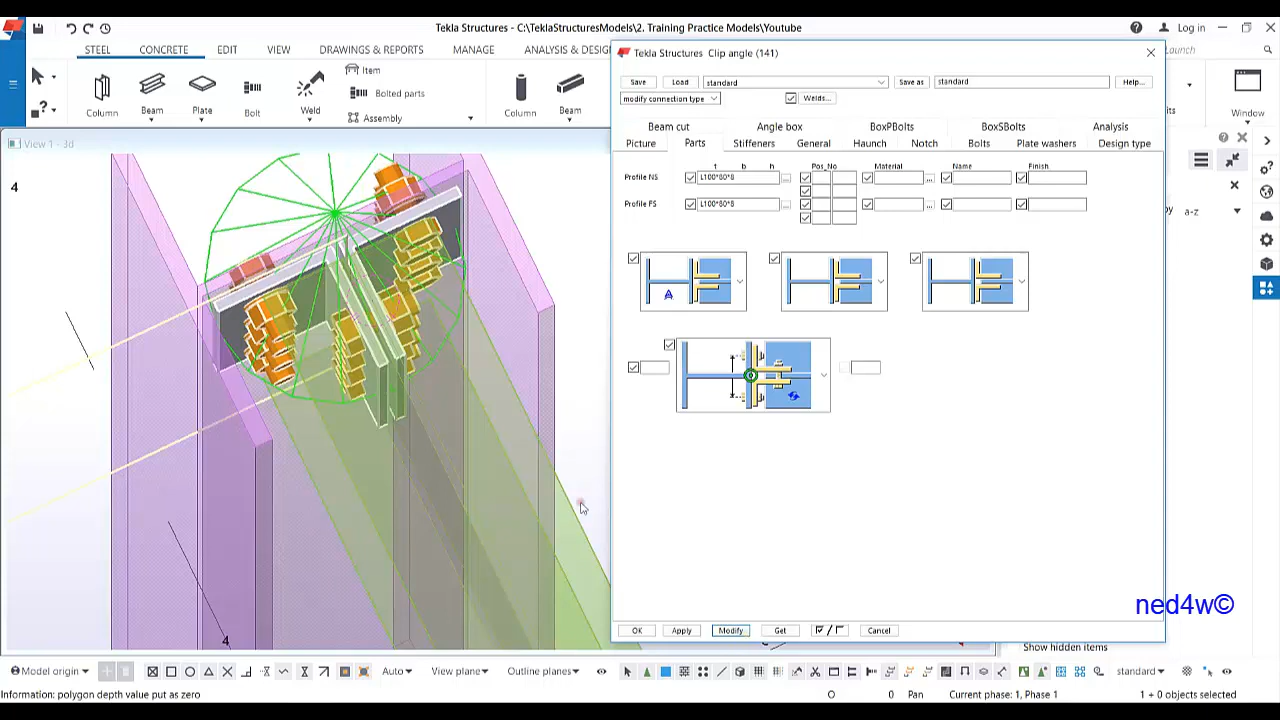 Tekla Structures - C:\TeklaStructuresModels\2. Training Practice Models\Youtube
Log in
STEEL CONCRETE EDIT VIEW DRAWINGS & REPORTS MANAGE ANALYSIS & DESIG
Launch
Tekla Structures Clip angle (141)
Save Load standard Save as standard Help...
modify connection type Welds...
Item
Bolted parts
Assembly
Column Beam Plate Bolt Weld Column Beam Window
Beam cut Angle box BoxPBolts BoxSBolts Analysis
Picture Parts Stiffeners General Haunch Notch Bolts Plate washers Design type
View 1 - 3d
t b h Pos_No Material Name Finish
Profile NS L100*80*8
Profile FS L100*80*8
4
a-z
4
ned4w©
OK Apply Modify Get Cancel
Show hidden items
Model origin Auto View plane Outline planes standard
Information: polygon depth value put as zero O 0 Pan Current phase: 1, Phase 1 1 + 0 objects selected